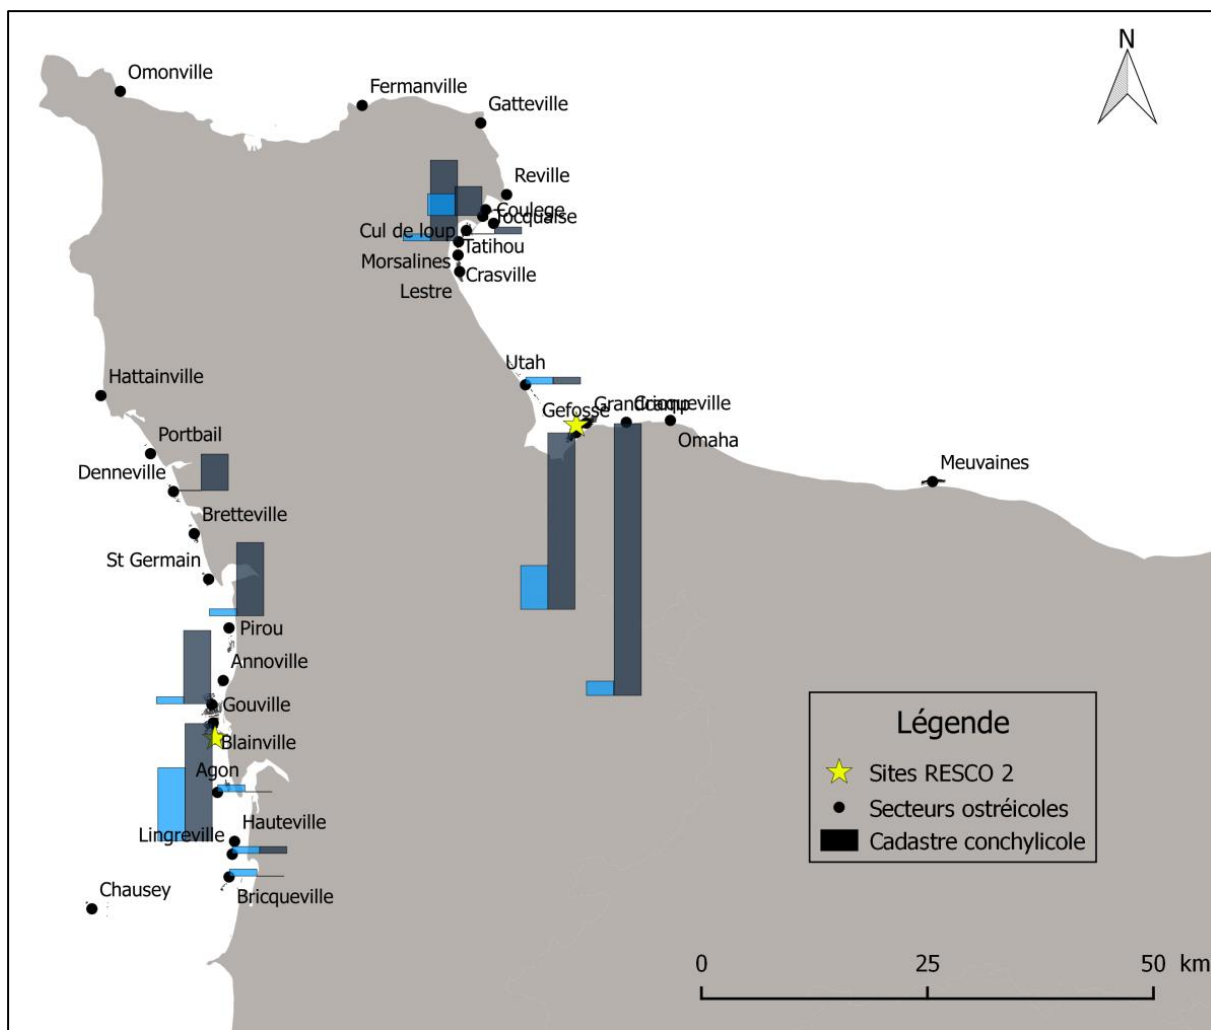 N
Omonville
Fermanville
Gatteville
Reville
Coulege
Tocquaise
Cul de loup
Tatihou
Morsalines
Crasville
Lestre
Utah
Hattainville
Gefosse
Grandcamp
Cricqueville
Omaha
Portbail
Denneville
Meuvaines
Bretteville
St Germain
Pirou
Annoville
Gouville
Blainville
Agon
Hauteville
Lingreville
Chausey
Bricqueville
Légende
Sites RESCO 2
Secteurs ostréicoles
Cadastre conchylicole
0 25 50 km